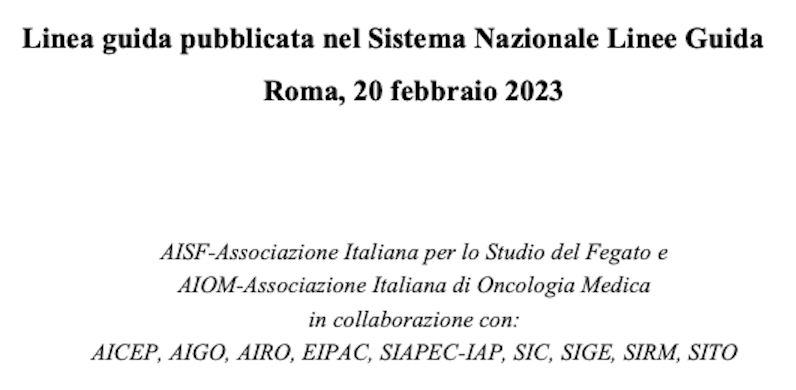 Linea guida pubblicata nel Sistema Nazionale Linee Guida
Roma, 20 febbraio 2023
AISF-Associazione Italiana per lo Studio del Fegato e
AIOM-Associazione Italiana di Oncologia Medica
in collaborazione con:
AICEP, AIGO, AIRO, EIPAC, SIAPEC-IAP, SIC, SIGE, SIRM, SITO